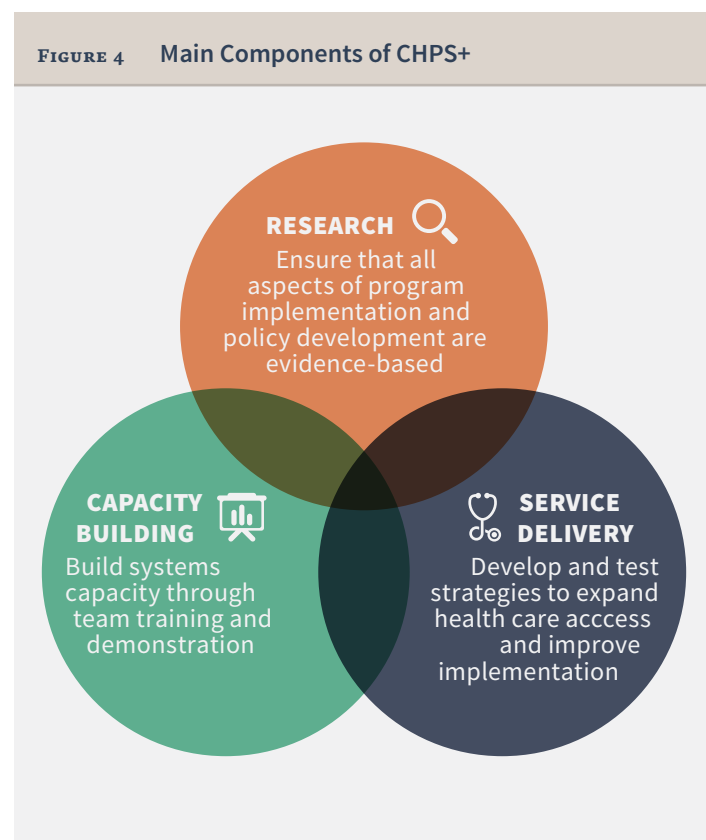 Figure 4 Main Components of CHPS+
RESEARCH
Ensure that all
aspects of program
implementation and
policy development are
evidence-based
CAPACITY
BUILDING
Build systems
capacity through
team training and
demonstration
SERVICE
DELIVERY
Develop and test
strategies to expand
health care acccess
and improve
implementation